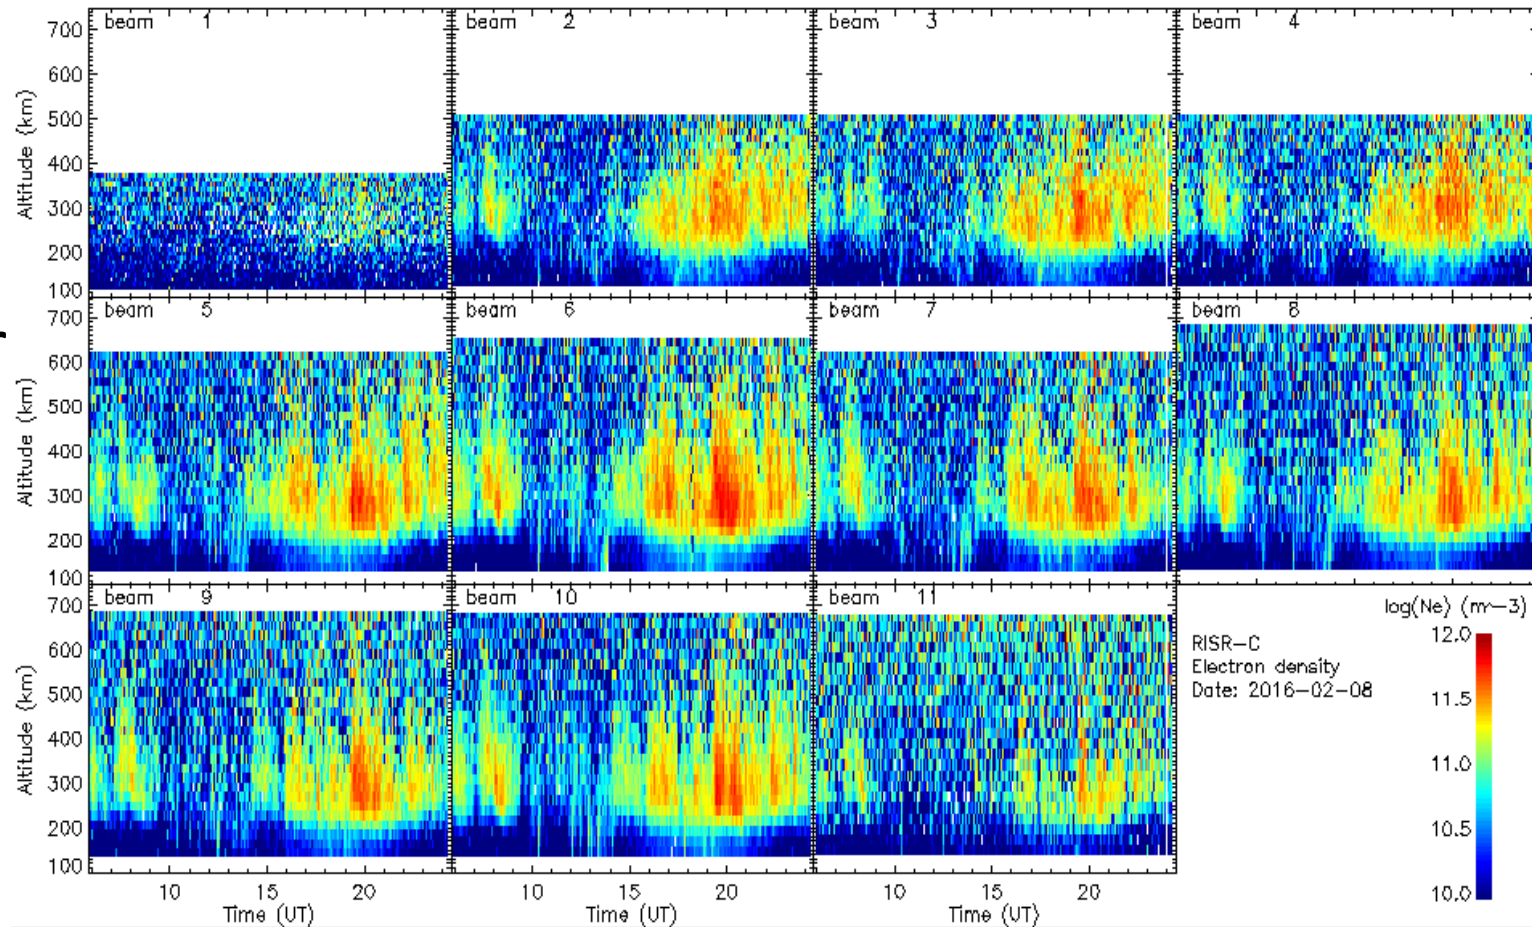 beam 1
beam 2
beam 3
beam 4
700
600
500
400
300
200
100
Altitude (km)
beam 5
beam 6
beam 7
beam 8
700
600
500
400
300
200
100
Altitude (km)
beam 9
beam 10
beam 11
700
600
500
400
300
200
100
Altitude (km)
10 15 20
10 15 20
10 15 20
Time (UT)
Time (UT)
Time (UT)
log(Ne) (m^-3)
RISR-C
Electron density
Date: 2016-02-08
12.0
11.5
11.0
10.5
10.0